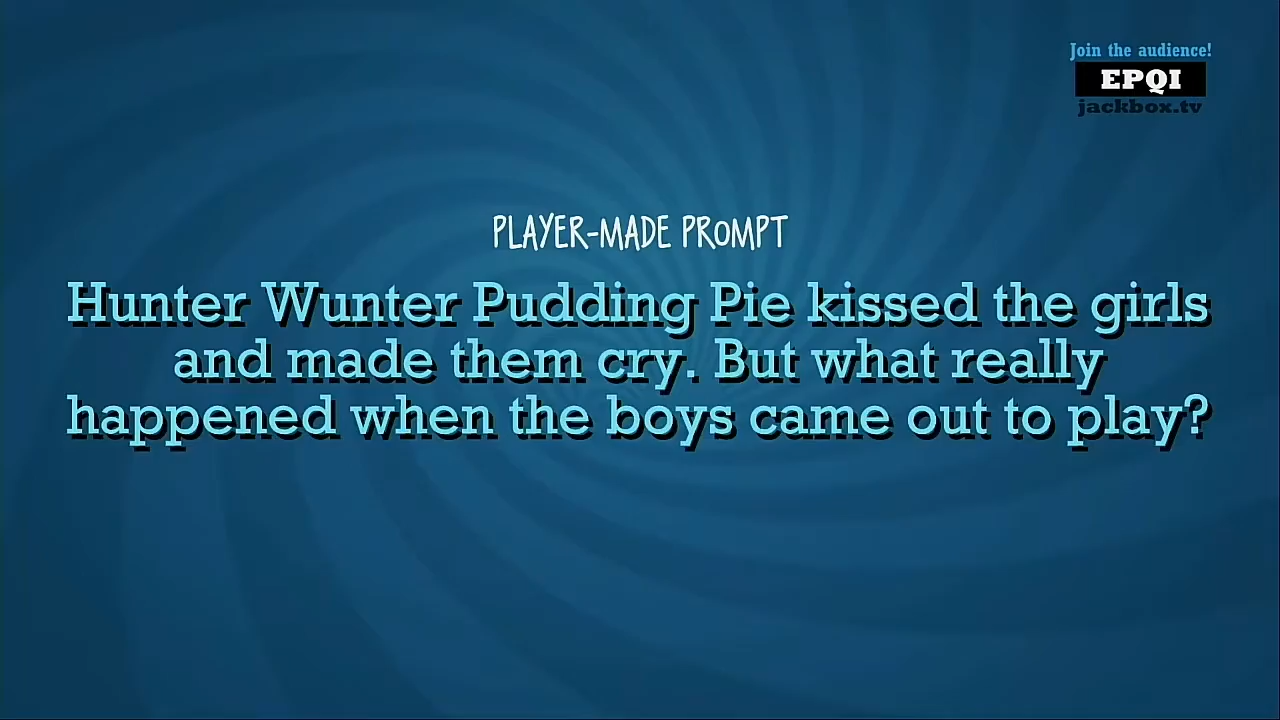 Join the audience!
EPQI
jackbox.tv
PLAYER-MADE PROMPT
Hunter Wunter Pudding Pie kissed the girls
and made them cry. But what really
happened when the boys came out to play?